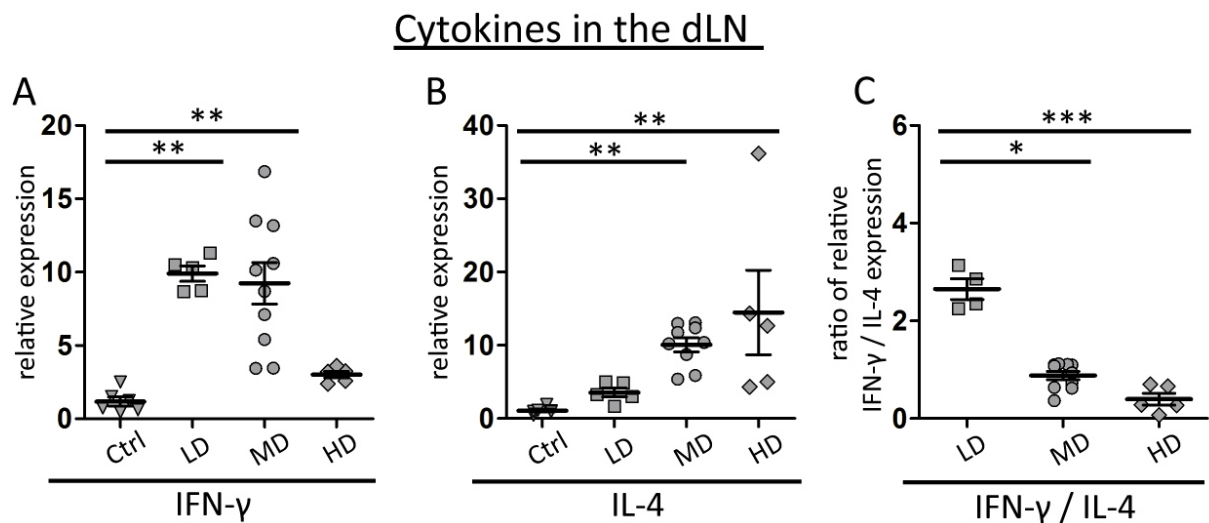 Cytokines in the dLN
A
relative expression
20
15
10
5
0
**
**
Ctrl
LD
MD
HD
IFN-γ
B
relative expression
40
30
20
10
0
**
**
Ctrl
LD
MD
HD
IL-4
C
ratio of relative
IFN-γ / IL-4 expression
6
4
2
0
***
*
LD
MD
HD
IFN-γ / IL-4